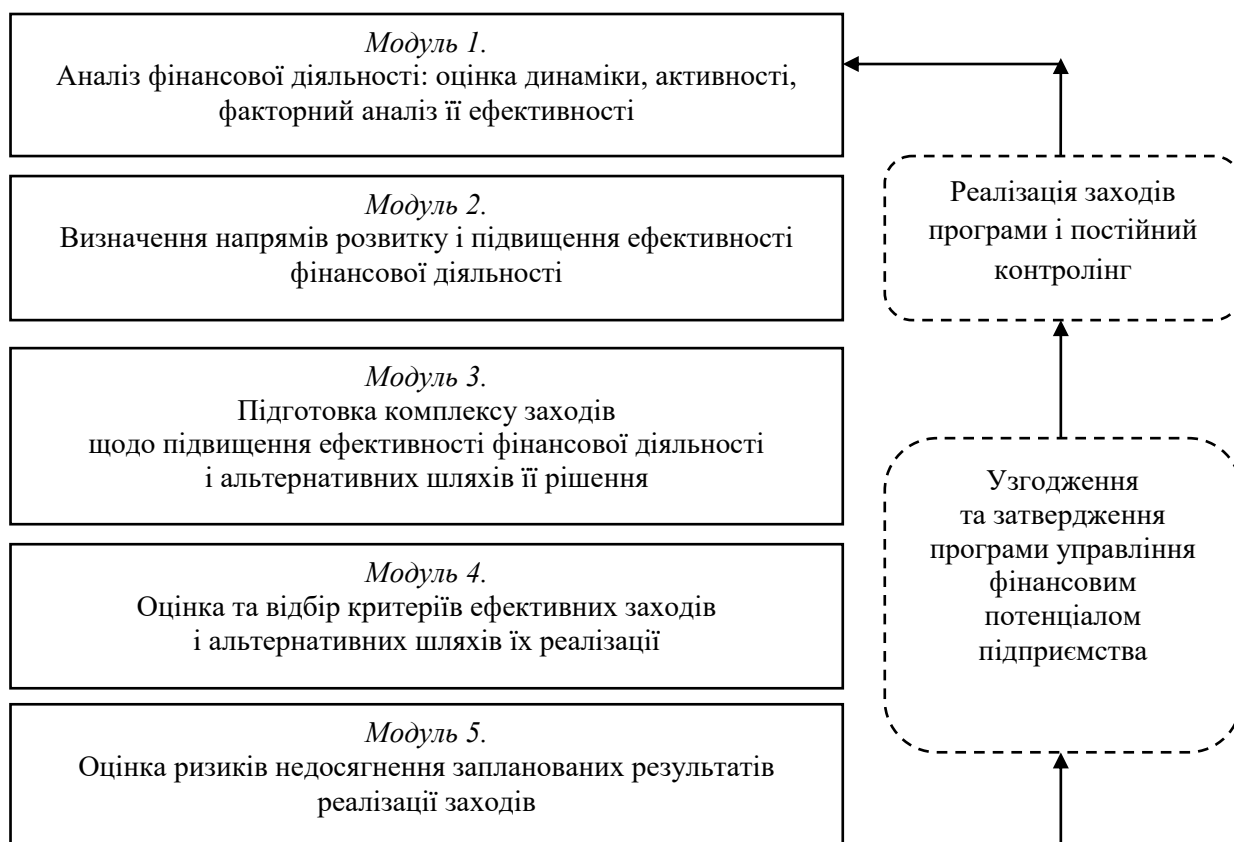 Модуль 1.
Аналіз фінансової діяльності: оцінка динаміки, активності,
факторний аналіз її ефективності
Модуль 2.
Визначення напрямів розвитку і підвищення ефективності
фінансової діяльності
Модуль 3.
Підготовка комплексу заходів
щодо підвищення ефективності фінансової діяльності
і альтернативних шляхів її рішення
Модуль 4.
Оцінка та відбір критеріїв ефективних заходів
і альтернативних шляхів їх реалізації
Модуль 5.
Оцінка ризиків недосягнення запланованих результатів
реалізації заходів
Реалізація заходів
програми і постійний
контролінг
Узгодження
та затвердження
програми управління
фінансовим
потенціалом
підприємства